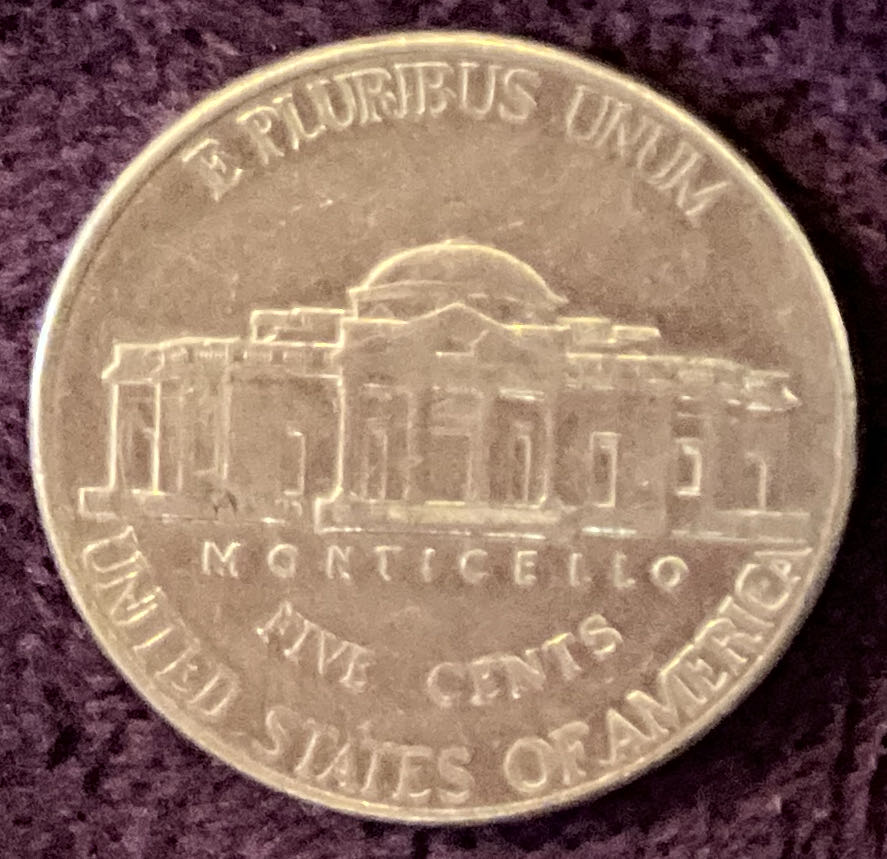 E PLURIBUS UNUM
MONTICELLO
FIVE CENTS
UNITED STATES OF AMERICA